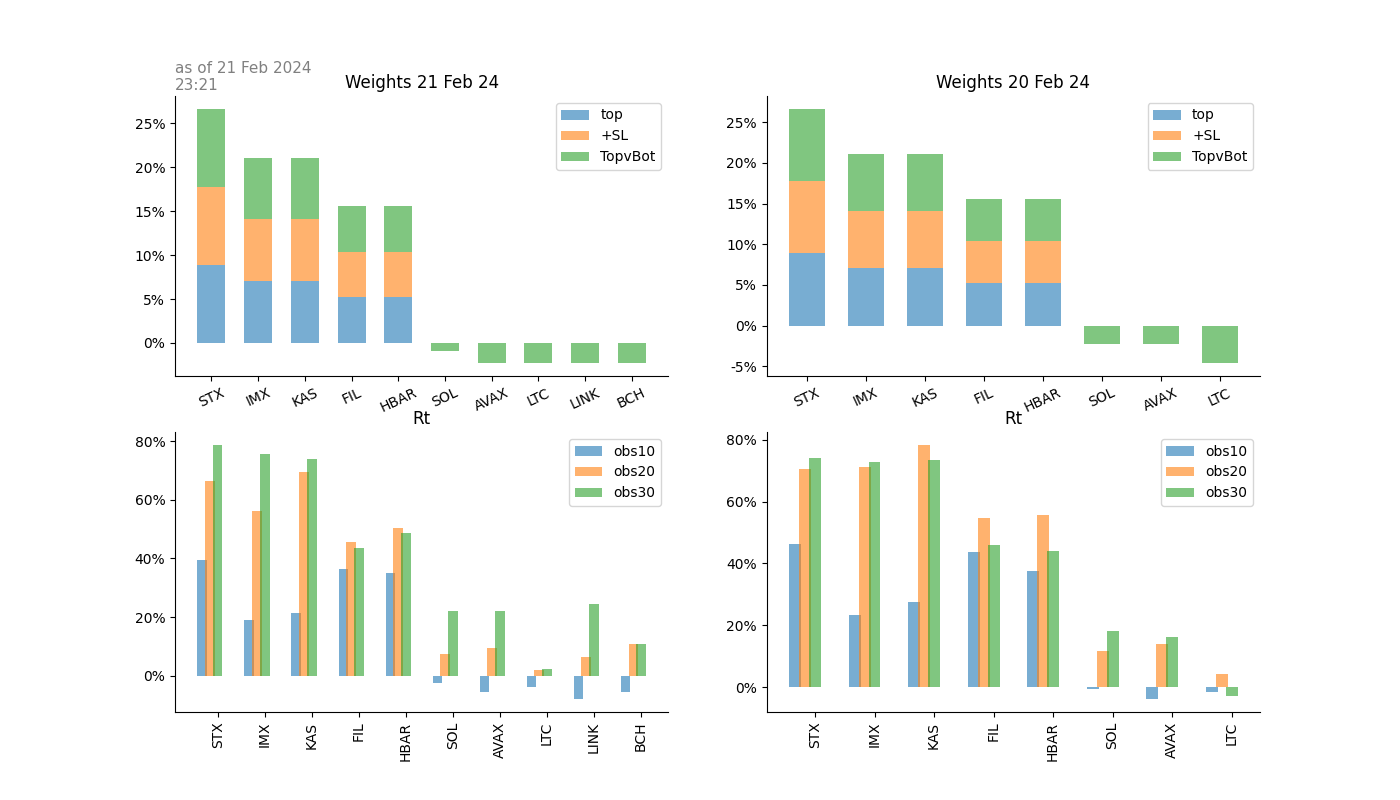 as of 21 Feb 2024
23:21
Weights 21 Feb 24
25%
20%
15%
10%
5%
0%
top
+SL
TopvBot
STX
IMX
KAS
FIL
HBAR
SOL
AVAX
LTC
LINK
BCH
Weights 20 Feb 24
25%
20%
15%
10%
5%
0%
-5%
top
+SL
TopvBot
STX
IMX
KAS
FIL
HBAR
SOL
AVAX
LTC
Rt
80%
60%
40%
20%
0%
obs10
obs20
obs30
STX
IMX
KAS
FIL
HBAR
SOL
AVAX
LTC
LINK
BCH
Rt
80%
60%
40%
20%
0%
obs10
obs20
obs30
STX
IMX
KAS
FIL
HBAR
SOL
AVAX
LTC